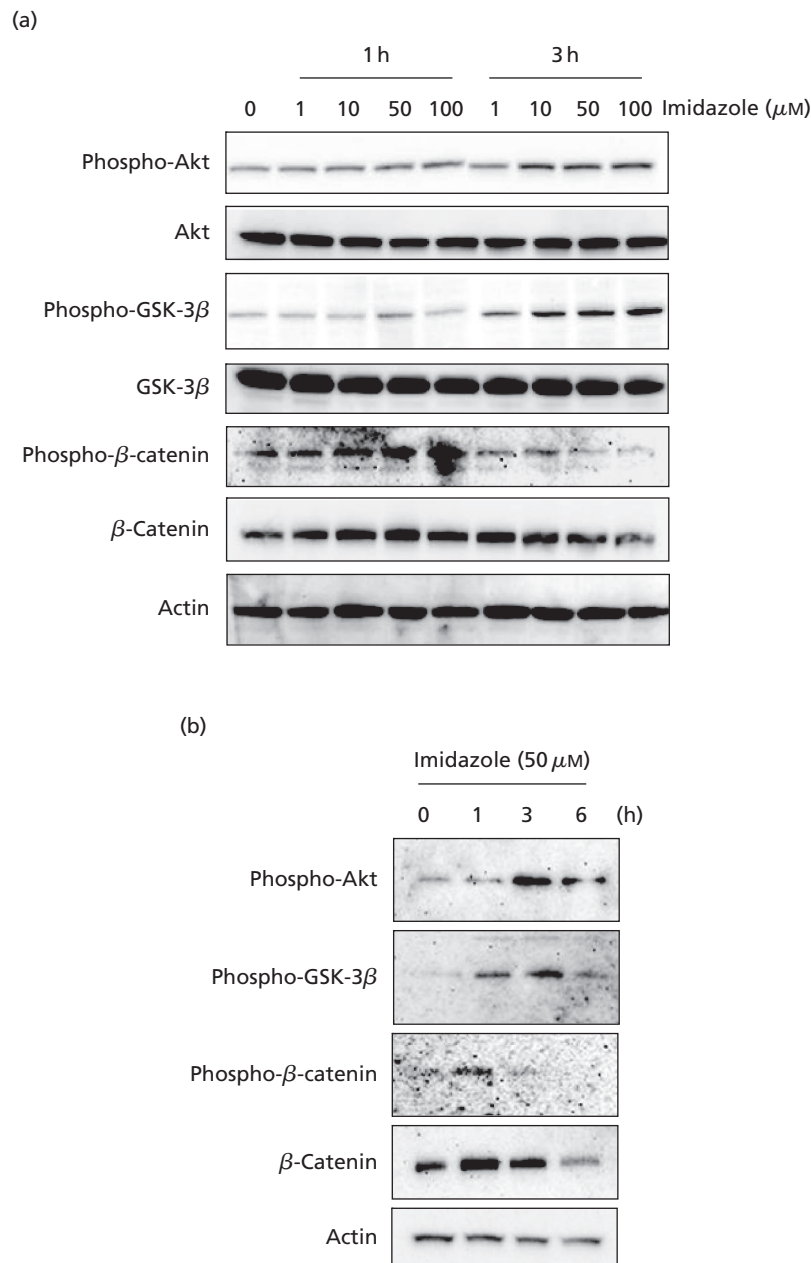 (a)
1 h 3 h
0 1 10 50 100 1 10 50 100 Imidazole (μM)
Phospho-Akt
Akt
Phospho-GSK-3β
GSK-3β
Phospho-β-catenin
β-Catenin
Actin
(b)
Imidazole (50 μM)
0 1 3 6 (h)
Phospho-Akt
Phospho-GSK-3β
Phospho-β-catenin
β-Catenin
Actin